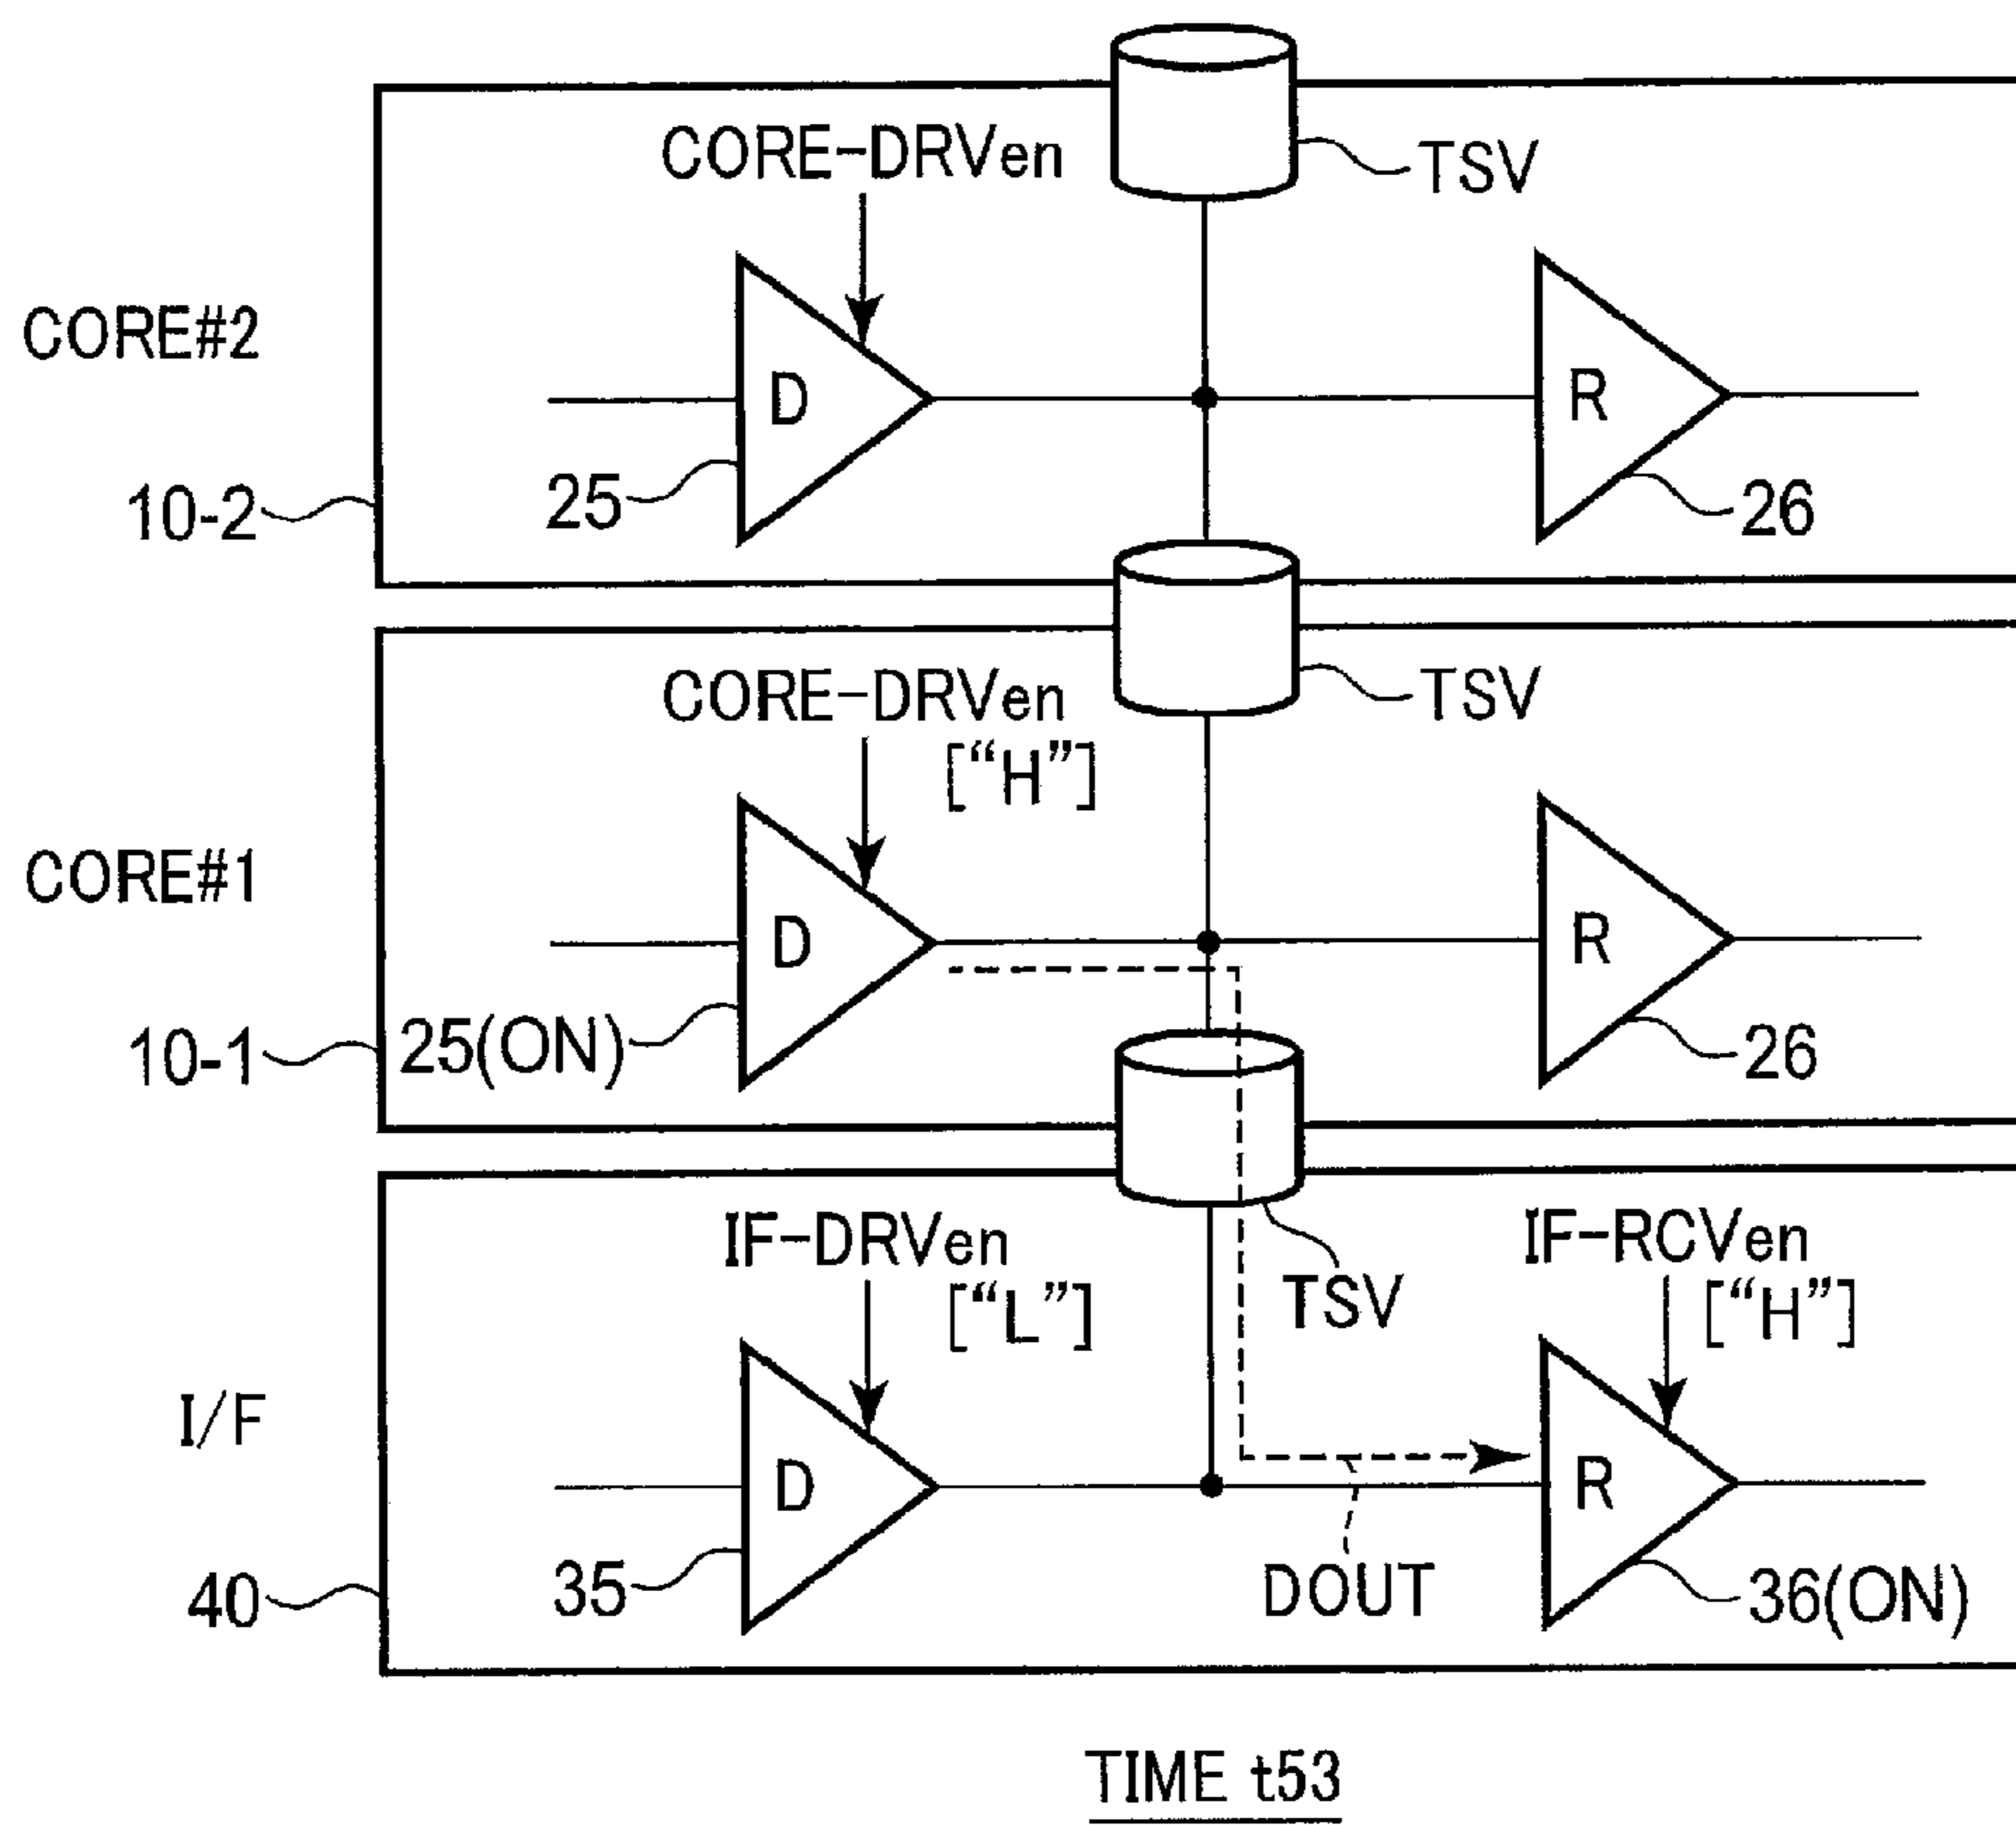 CORE-DRVen
TSV
CORE#2
D
R
25
26
10-2
CORE-DRVen
["H"]
TSV
CORE#1
D
R
25(ON)
26
10-1
IF-DRVen
["L"]
TSV
IF-RCVen
["H"]
I/F
D
R
35
DOUT
36(ON)
40
TIME t53